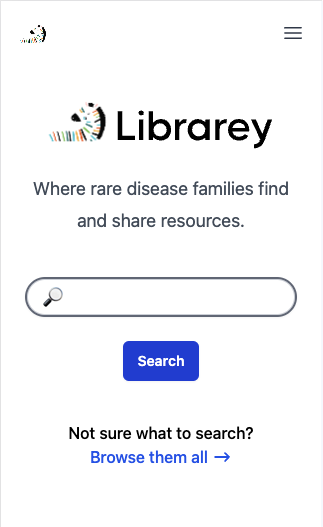 Librarey
Where rare disease families find
and share resources.
Search
Not sure what to search?
Browse them all →